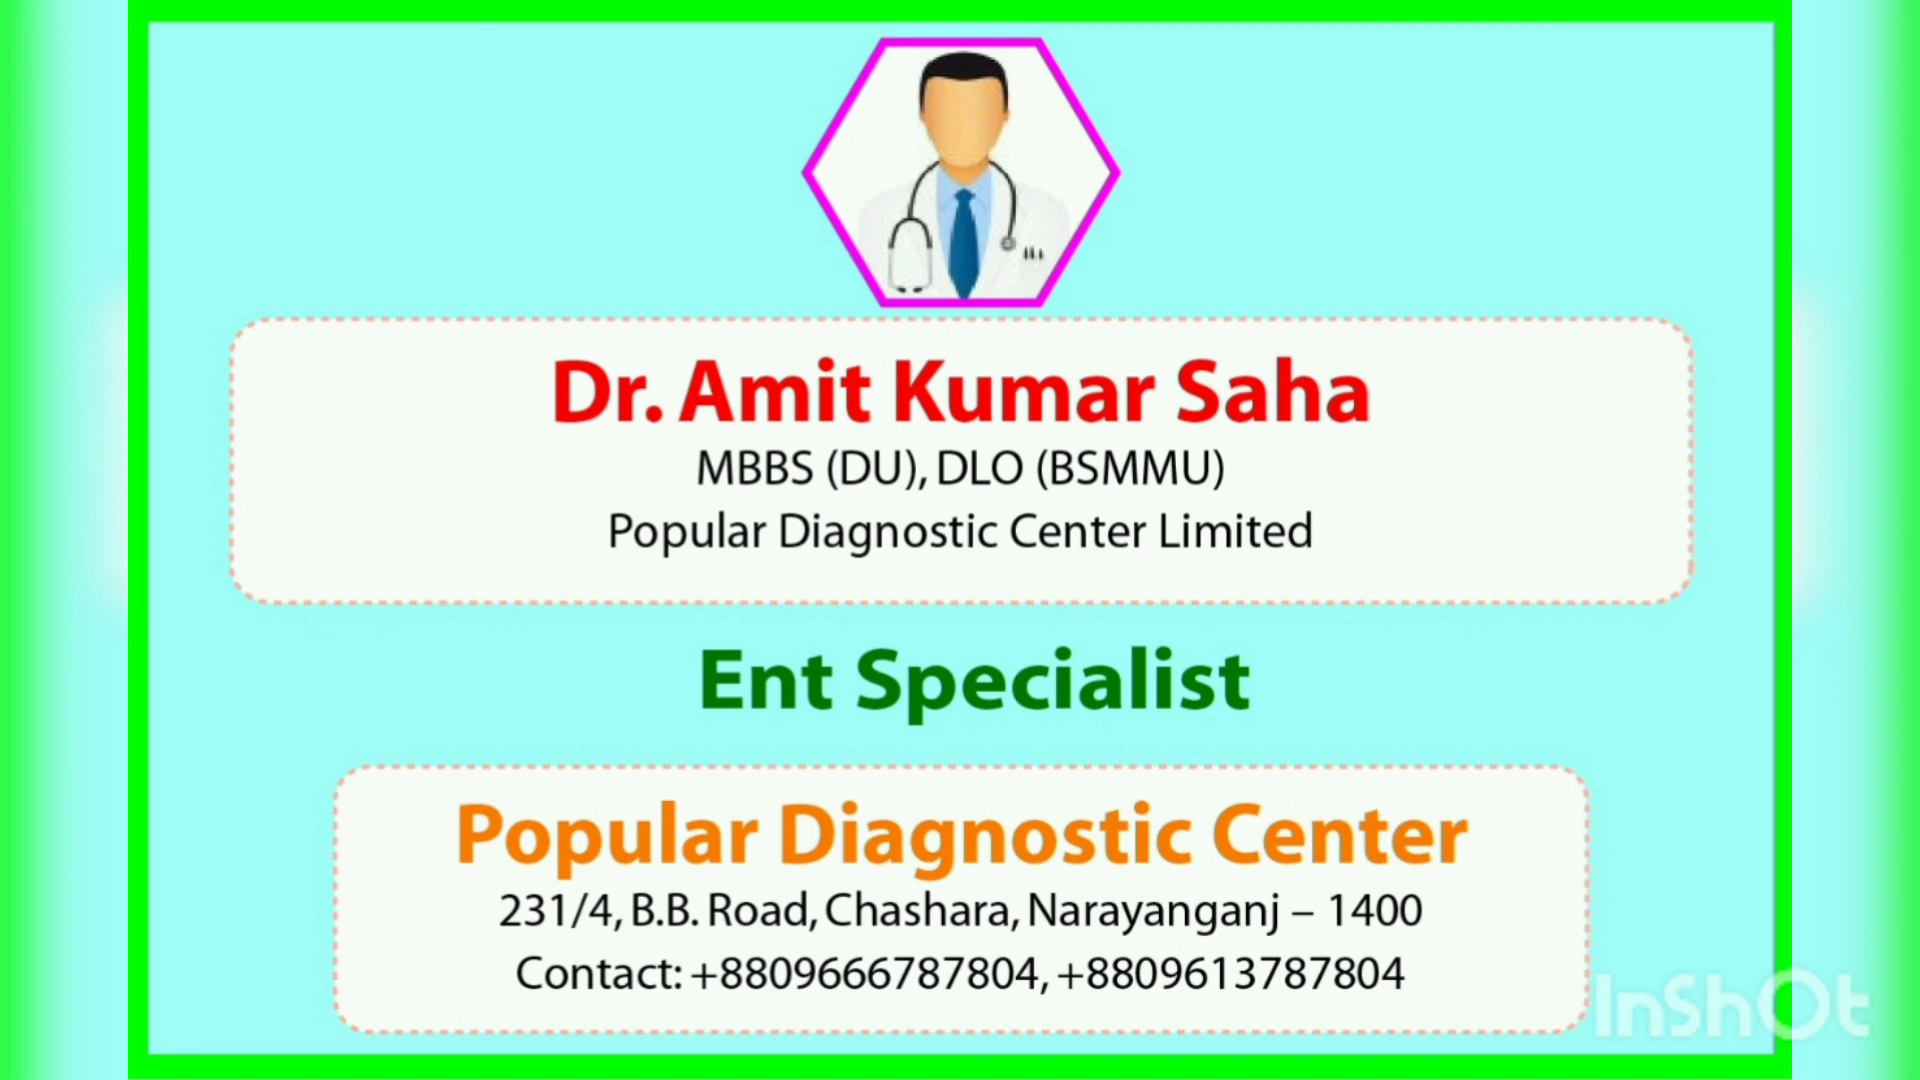 Dr. Amit Kumar Saha
MBBS (DU), DLO (BSMMU)
Popular Diagnostic Center Limited
Ent Specialist
Popular Diagnostic Center
231/4, B.B. Road, Chashara, Narayanganj – 1400
Contact: +8809666787804, +8809613787804
InShOt